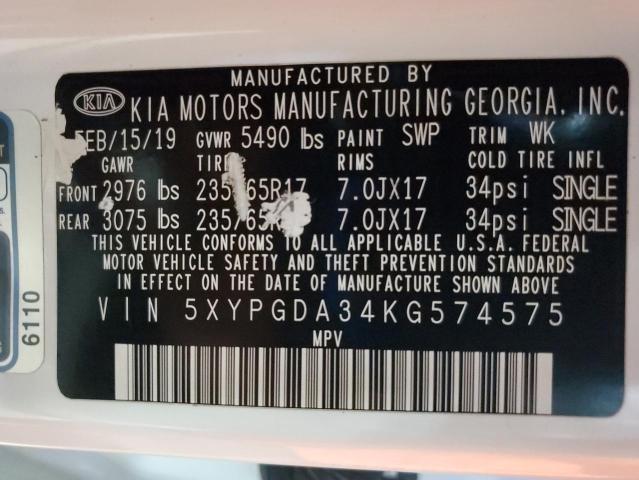 MANUFACTURED BY
KIA KIA MOTORS MANUFACTURING GEORGIA, INC.
FEB/15/19 GVWR 5490 lbs PAINT SWP TRIM WK
GAWR TIRE RIMS COLD TIRE INFL
FRONT 2976 lbs 235/65R17 7.0JX17 34psi SINGLE
REAR 3075 lbs 235/65R 7.0JX17 34psi SINGLE
THIS VEHICLE CONFORMS TO ALL APPLICABLE U.S.A. FEDERAL
MOTOR VEHICLE SAFETY AND THEFT PREVENTION STANDARDS
IN EFFECT ON THE DATE OF MANUFACTURE SHOWN ABOVE
VIN 5XYPGDA34KG574575
MPV
6110